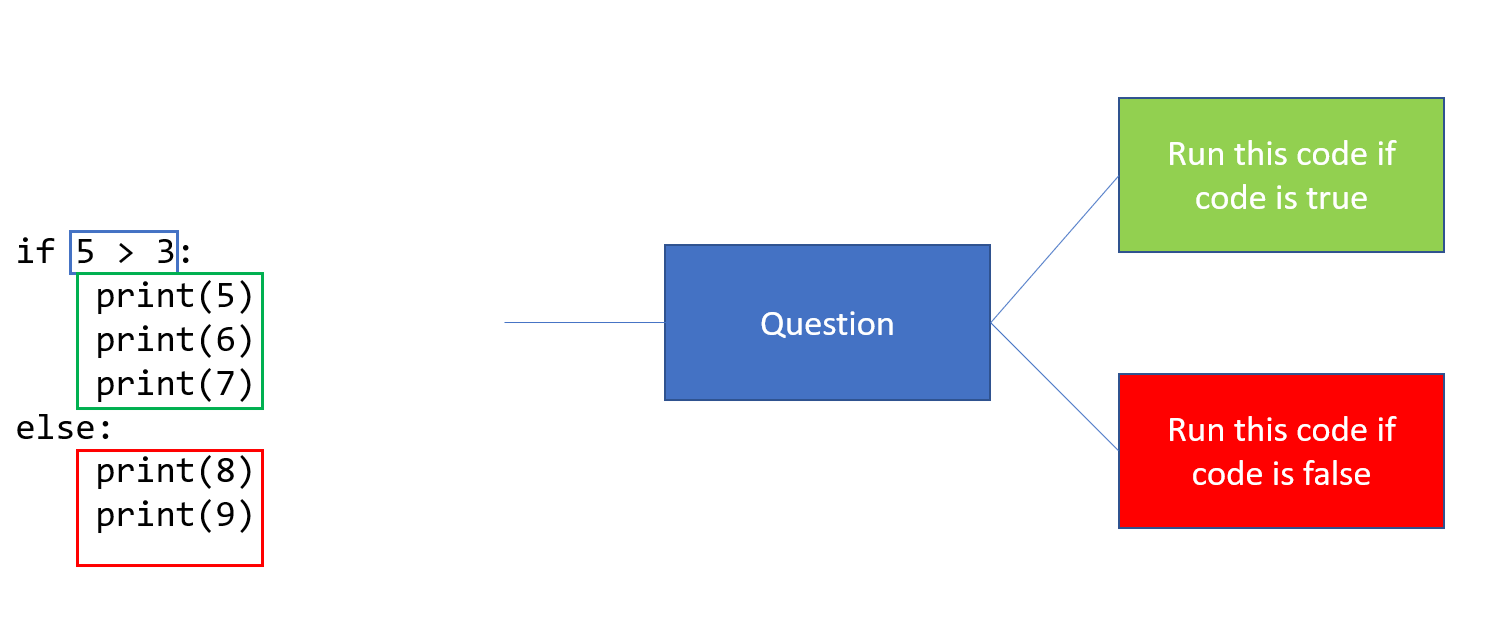 if 5 > 3:
    print(5)
    print(6)
    print(7)
else:
    print(8)
    print(9)
Question
Run this code if
code is true
Run this code if
code is false